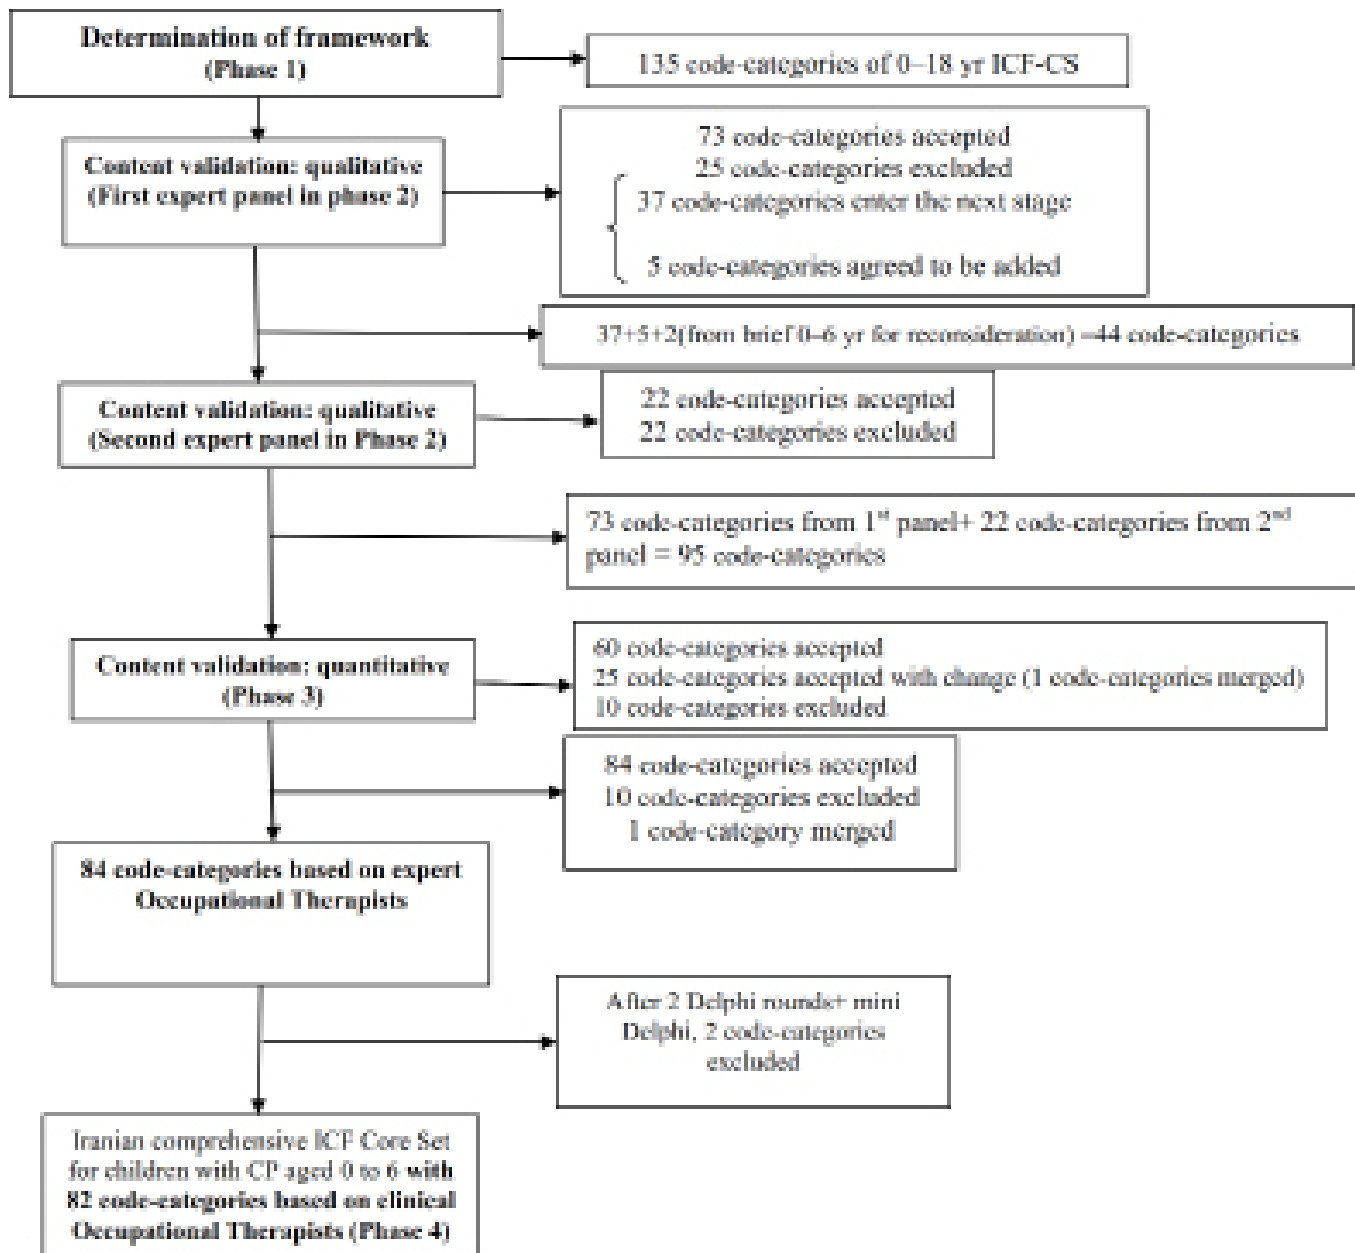 Determination of framework
(Phase 1)
135 code-categories of 0–18 yr ICF-CS
Content validation: qualitative
(First expert panel in phase 2)
73 code-categories accepted
25 code-categories excluded
37 code-categories enter the next stage
5 code-categories agreed to be added
37+5+2(from brief 0–6 yr for reconsideration) =44 code-categories
Content validation: qualitative
(Second expert panel in Phase 2)
22 code-categories accepted
22 code-categories excluded
73 code-categories from 1st panel+ 22 code-categories from 2nd
panel = 95 code-categories
Content validation: quantitative
(Phase 3)
60 code-categories accepted
25 code-categories accepted with change (1 code-categories merged)
10 code-categories excluded
84 code-categories accepted
10 code-categories excluded
1 code-category merged
84 code-categories based on expert
Occupational Therapists
After 2 Delphi rounds+ mini
Delphi, 2 code-categories
excluded
Iranian comprehensive ICF Core Set
for children with CP aged 0 to 6 with
82 code-categories based on clinical
Occupational Therapists (Phase 4)